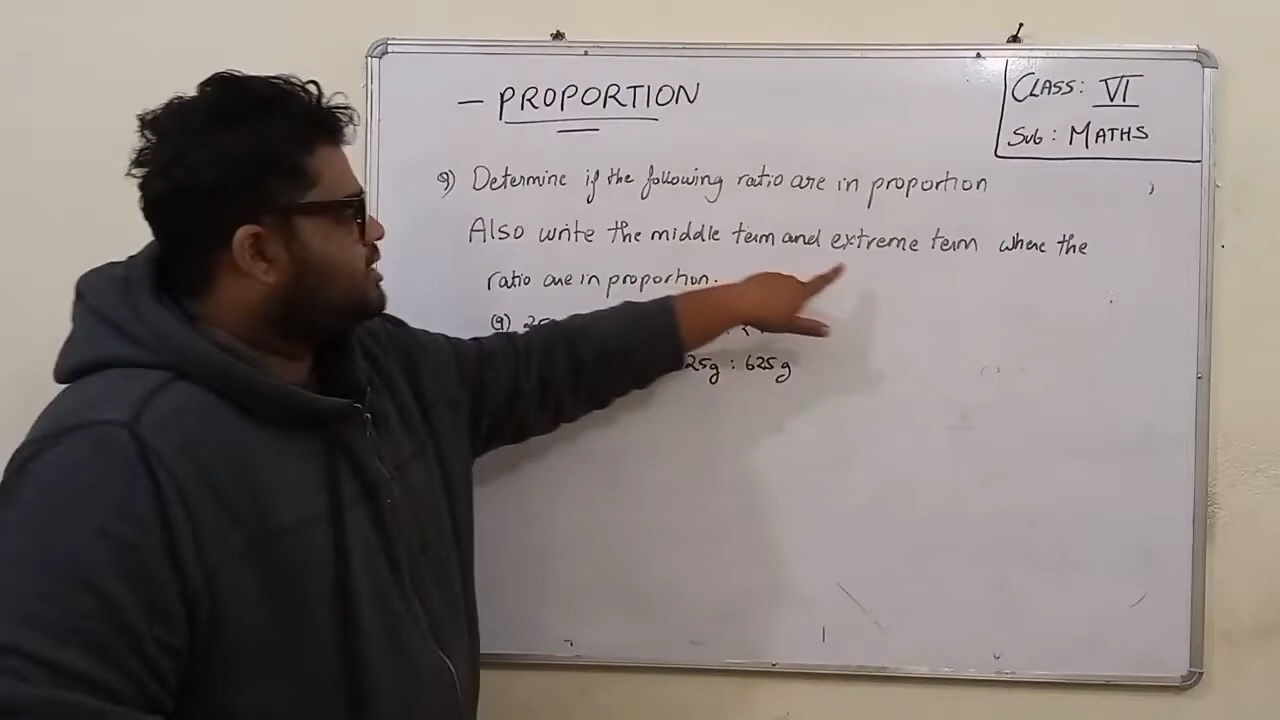 — PROPORTION
CLASS: VI
Sub: MATHS
9) Determine if the following ratio are in proportion
Also write the middle term and extreme term where the
ratio are in proportion.
(a)
25g : 625g